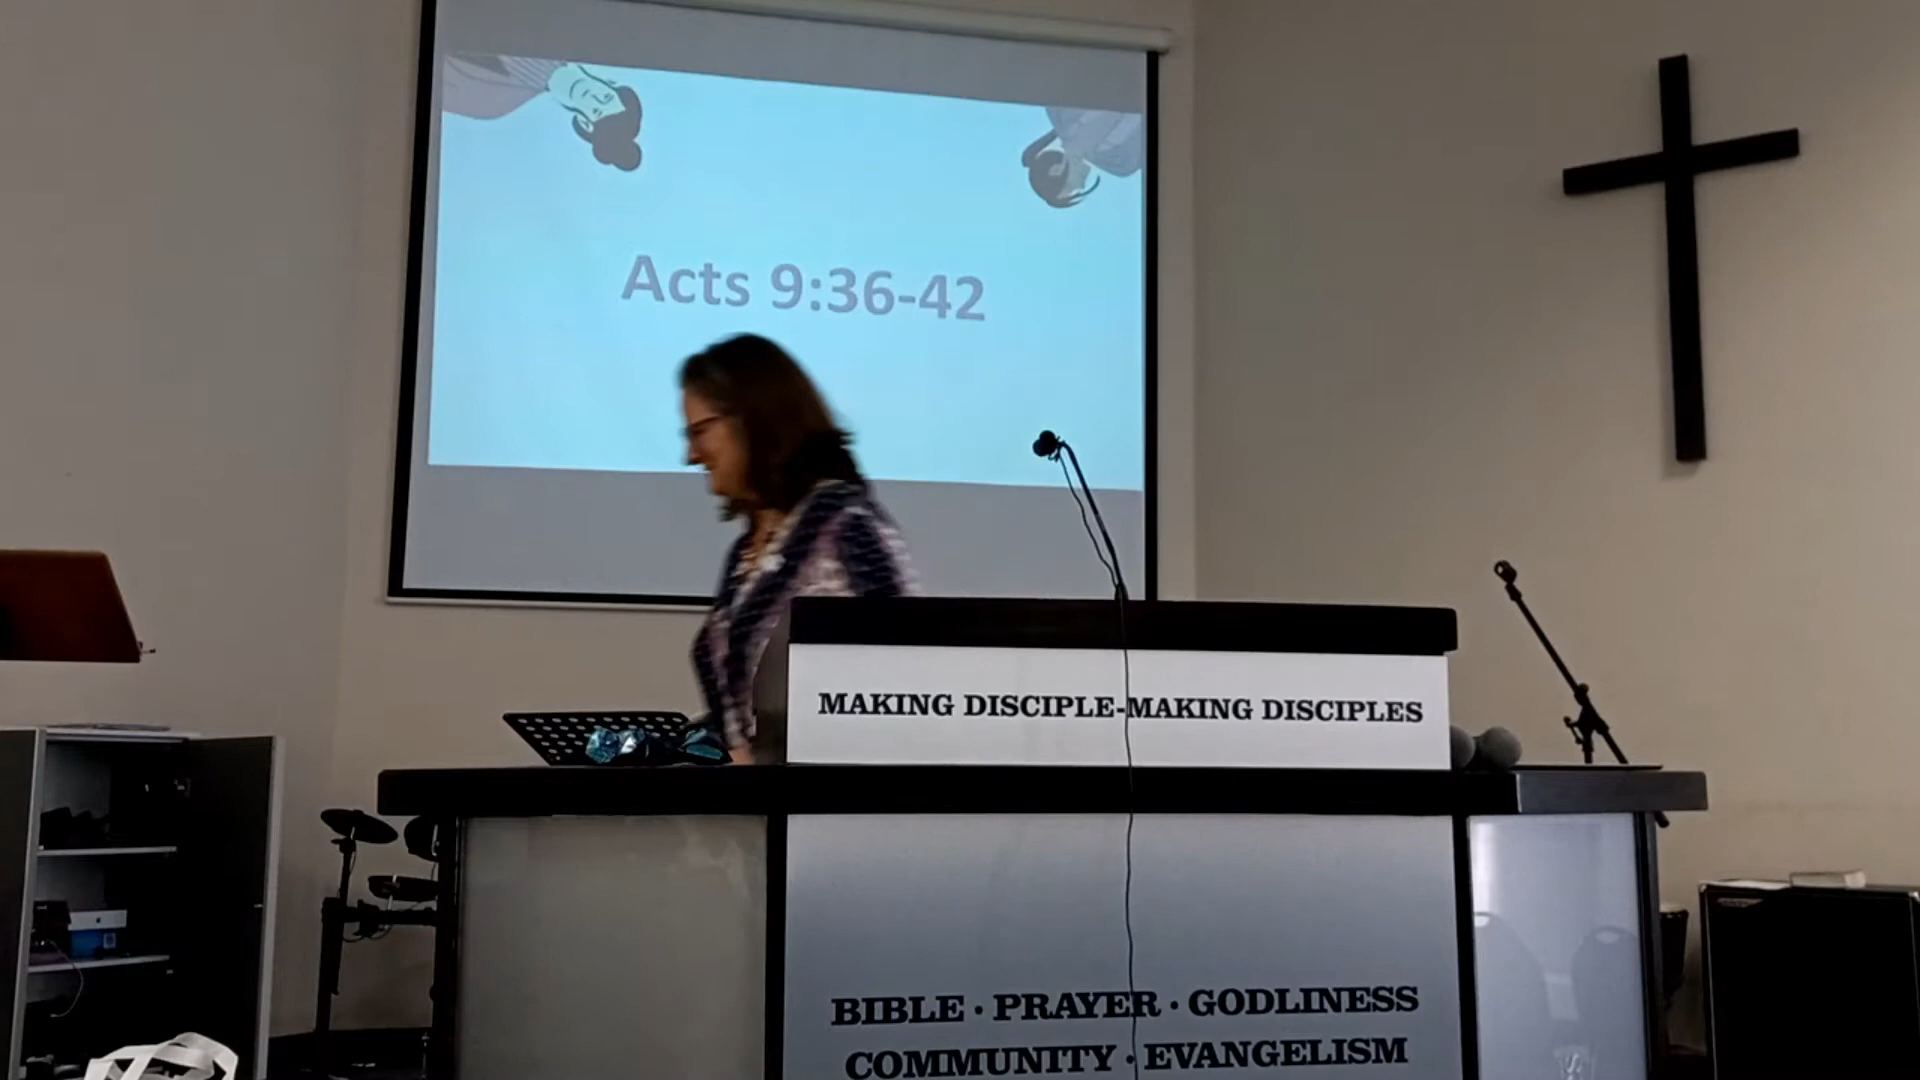 Acts 9:36-42
MAKING DISCIPLE-MAKING DISCIPLES
BIBLE · PRAYER · GODLINESS
COMMUNITY · EVANGELISM